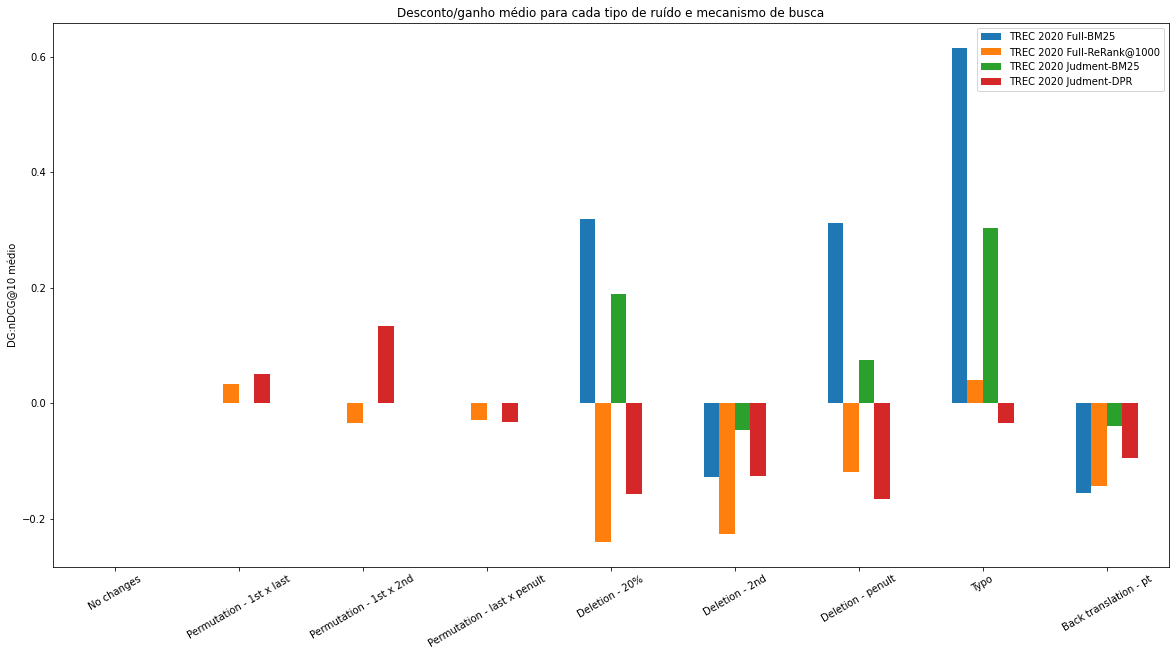 Desconto/ganho médio para cada tipo de ruído e mecanismo de busca
TREC 2020 Full-BM25
TREC 2020 Full-ReRank@1000
TREC 2020 Judment-BM25
TREC 2020 Judment-DPR
DG:nDCG@10 médio
0.6
0.4
0.2
0.0
−0.2
No changes
Permutation - 1st x last
Permutation - 1st x 2nd
Permutation - last x penult
Deletion - 20%
Deletion - 2nd
Deletion - penult
Typo
Back translation - pt